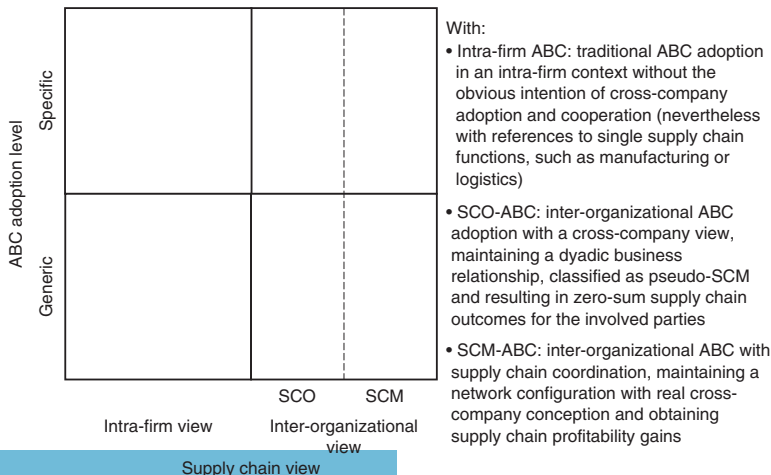 ABC adoption level
Specific
Generic
SCO
SCM
Intra-firm view
Inter-organizational
view
Supply chain view
With:
• Intra-firm ABC: traditional ABC adoption
in an intra-firm context without the
obvious intention of cross-company
adoption and cooperation (nevertheless
with references to single supply chain
functions, such as manufacturing or
logistics)
• SCO-ABC: inter-organizational ABC
adoption with a cross-company view,
maintaining a dyadic business
relationship, classified as pseudo-SCM
and resulting in zero-sum supply chain
outcomes for the involved parties
• SCM-ABC: inter-organizational ABC with
supply chain coordination, maintaining a
network configuration with real cross-
company conception and obtaining
supply chain profitability gains